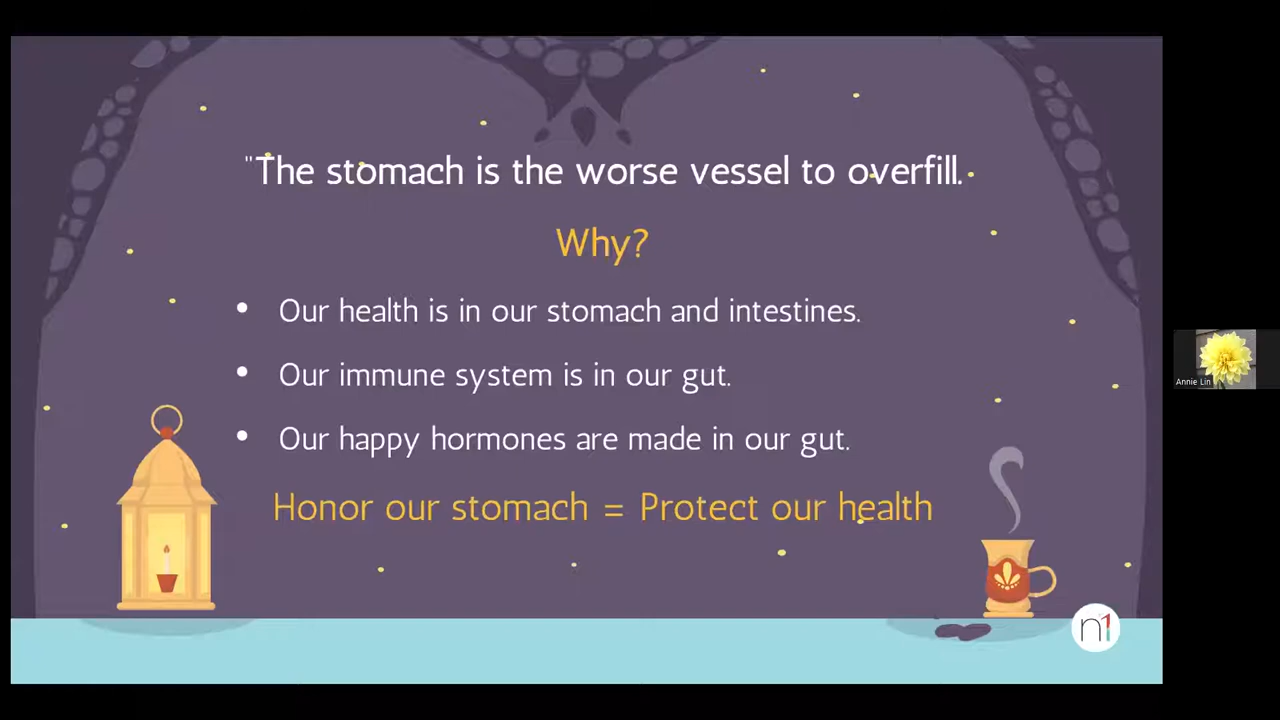 "The stomach is the worse vessel to overfill.
Why?
• Our health is in our stomach and intestines.
• Our immune system is in our gut.
• Our happy hormones are made in our gut.
Honor our stomach = Protect our health
n1
Annie Lin